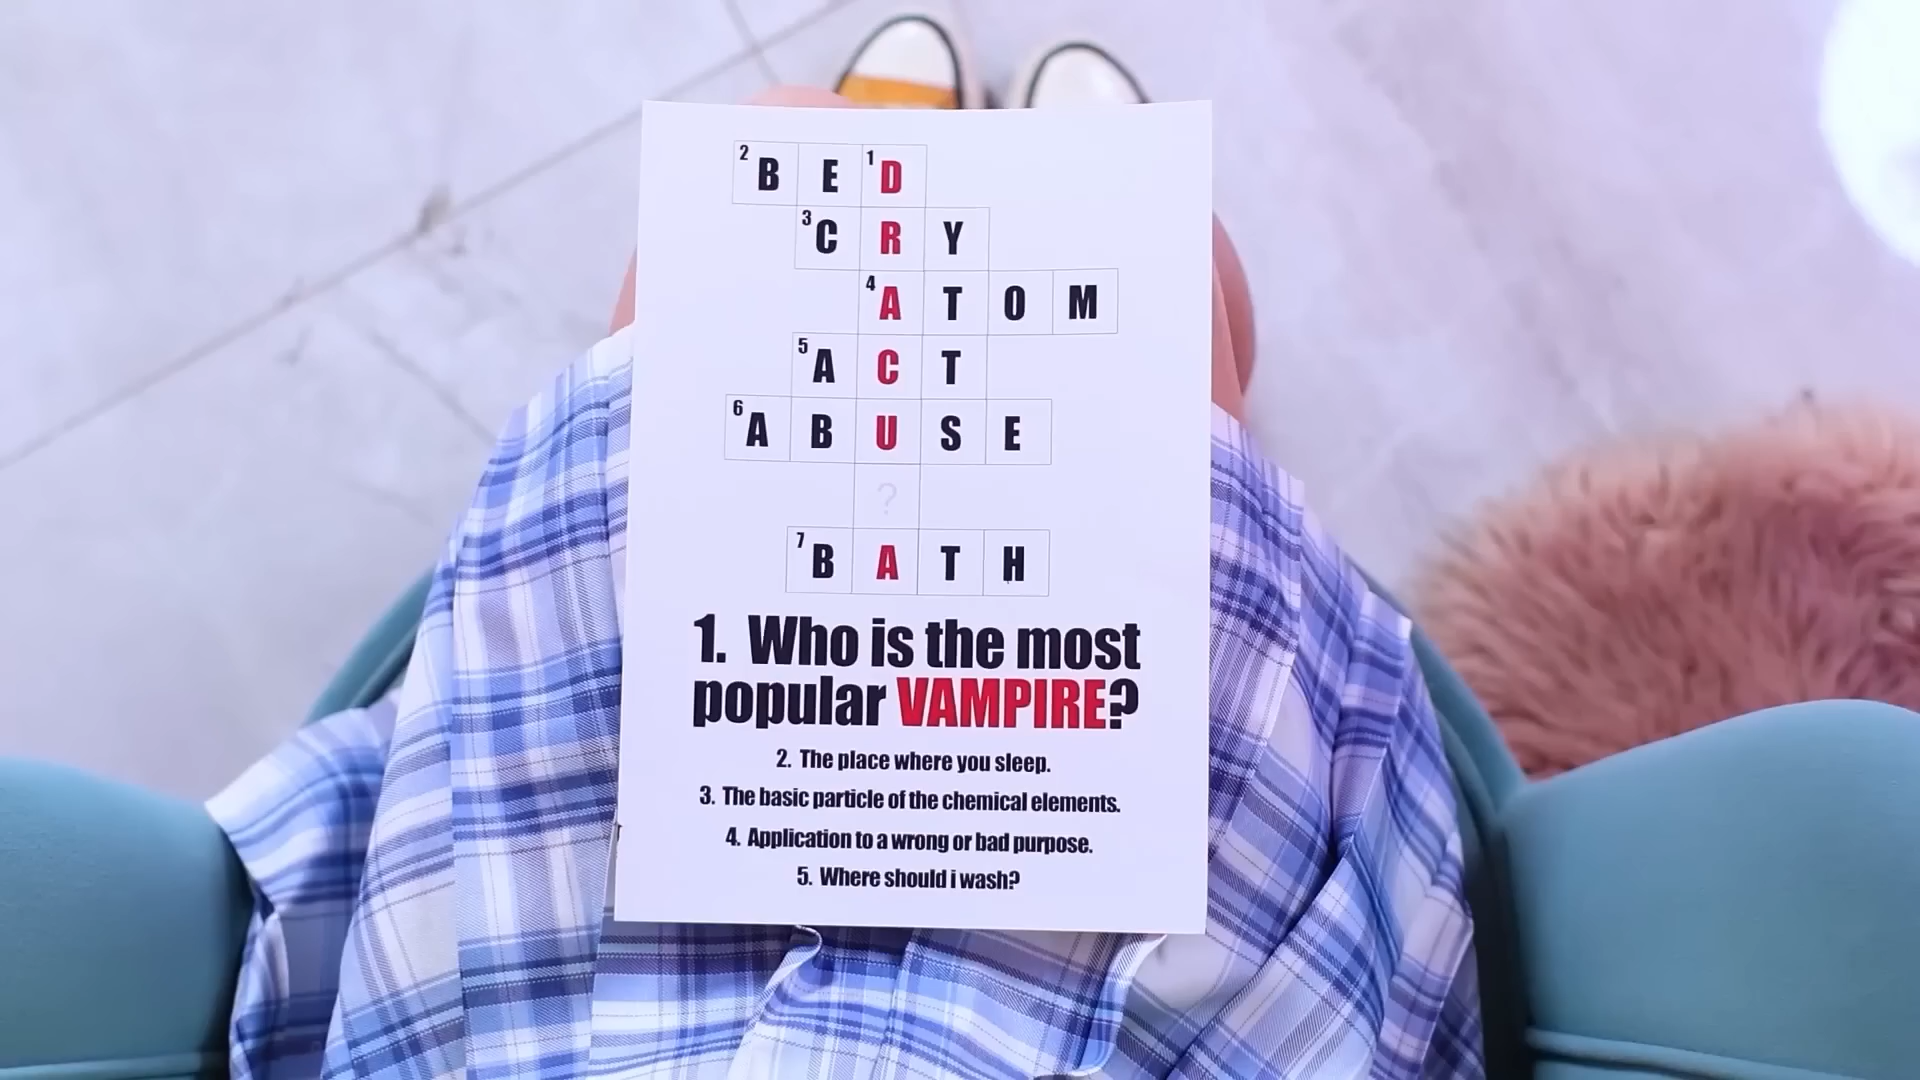 2 B E 1 D
3 C R Y
4 A T O M
5 A C T
6 A B U S E
?
7 B A T H
1. Who is the most
popular VAMPIRE?
2. The place where you sleep.
3. The basic particle of the chemical elements.
4. Application to a wrong or bad purpose.
5. Where should i wash?